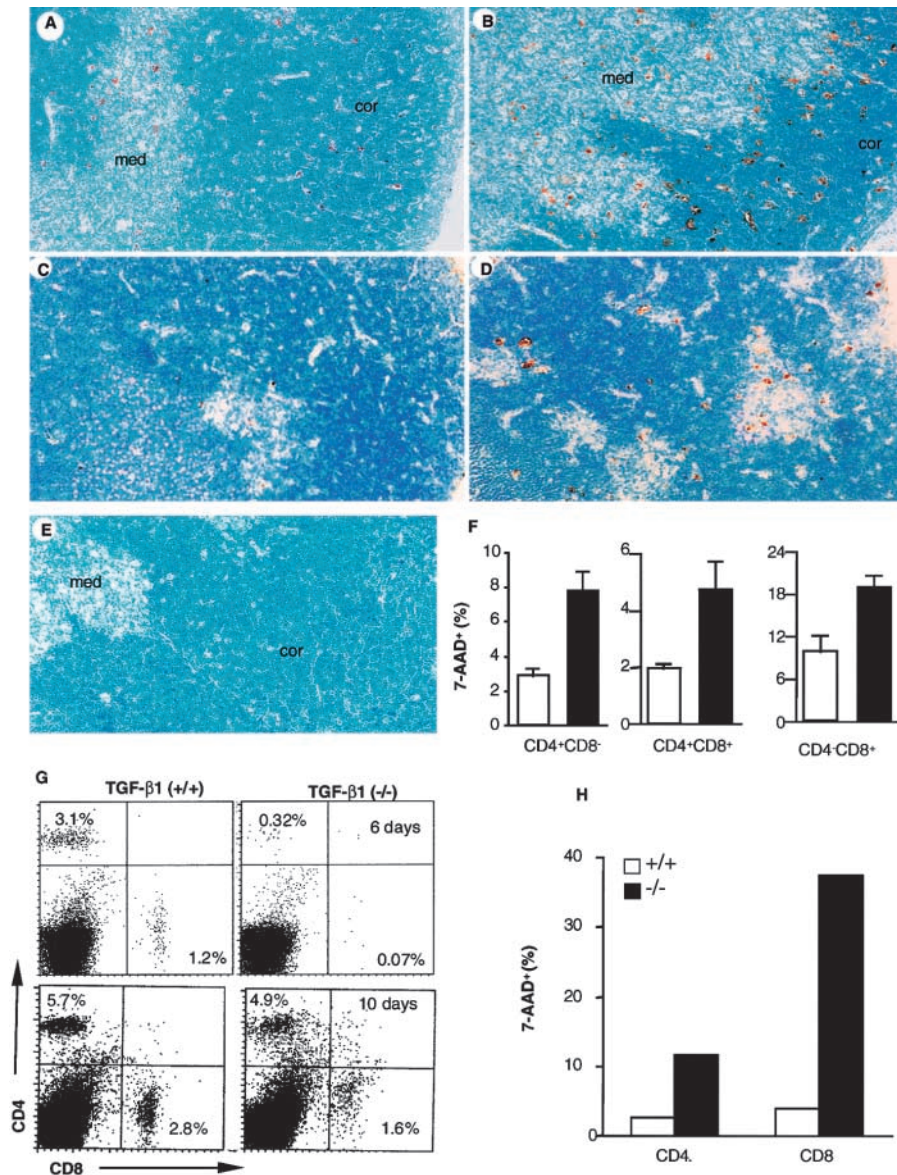 A
med
cor
B
med
cor
C
D
E
med
cor
F
7-AAD⁺ (%)
10
8
6
4
2
0
CD4⁺CD8⁻
6
4
2
0
CD4⁺CD8⁺
24
18
12
6
0
CD4⁻CD8⁺
G
TGF-β1 (+/+)
TGF-β1 (-/-)
3.1%
1.2%
0.32%
6 days
0.07%
5.7%
2.8%
4.9%
10 days
1.6%
CD4
CD8
H
+/+
-/-
7-AAD⁺ (%)
40
30
20
10
0
CD4.
CD8